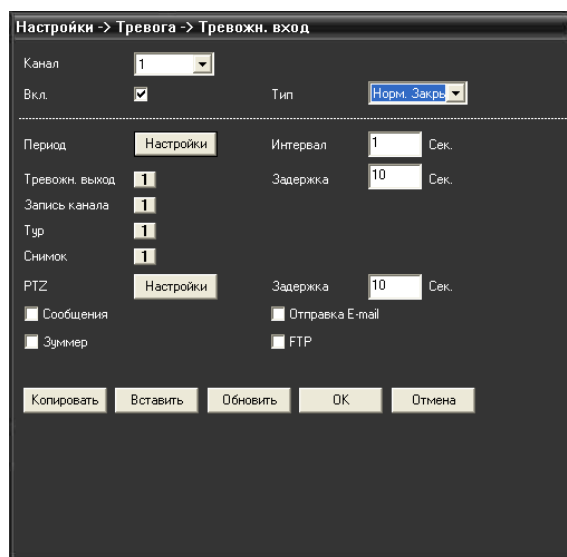 Настройки -> Тревога -> Тревожн. вход
Канал 1
Вкл. Тип Норм. Закры
Период Настройки Интервал 1 Сек.
Тревожн. выход 1 Задержка 10 Сек.
Запись канала 1
Тур 1
Снимок 1
PTZ Настройки Задержка 10 Сек.
Сообщения Отправка E-mail
Зуммер FTP
Копировать Вставить Обновить OK Отмена